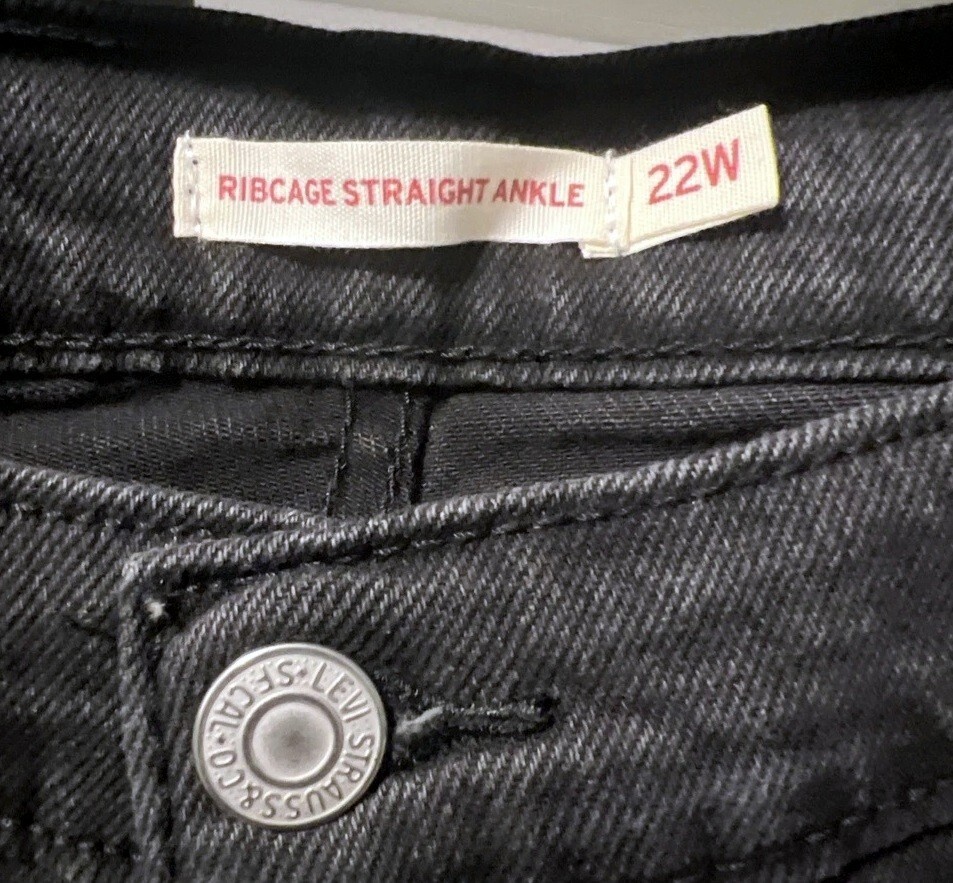 RIBCAGE STRAIGHT ANKLE
22W
LEVI STRAUSS & CO. S.F. CAL.